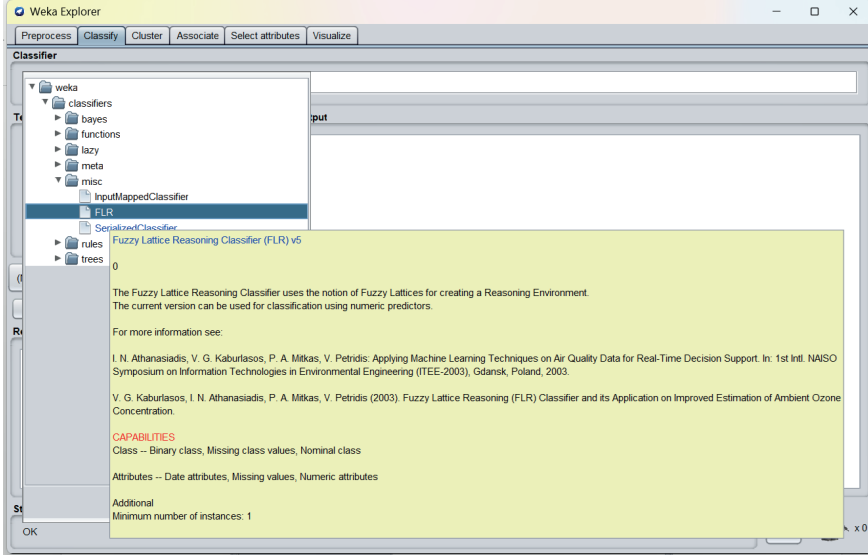 Weka Explorer
Preprocess Classify Cluster Associate Select attributes Visualize
Classifier
weka
classifiers
bayes
functions
lazy
meta
misc
InputMappedClassifier
FLR
SerializedClassifier
rules
trees
Fuzzy Lattice Reasoning Classifier (FLR) v5
0
The Fuzzy Lattice Reasoning Classifier uses the notion of Fuzzy Lattices for creating a Reasoning Environment.
The current version can be used for classification using numeric predictors.
For more information see:
I. N. Athanasiadis, V. G. Kaburlasos, P. A. Mitkas, V. Petridis: Applying Machine Learning Techniques on Air Quality Data for Real-Time Decision Support. In: 1st Intl. NAISO
Symposium on Information Technologies in Environmental Engineering (ITEE-2003), Gdansk, Poland, 2003.
V. G. Kaburlasos, I. N. Athanasiadis, P. A. Mitkas, V. Petridis (2003). Fuzzy Lattice Reasoning (FLR) Classifier and its Application on Improved Estimation of Ambient Ozone
Concentration.
CAPABILITIES
Class -- Binary class, Missing class values, Nominal class
Attributes -- Date attributes, Missing values, Numeric attributes
Additional
Minimum number of instances: 1
OK
x 0